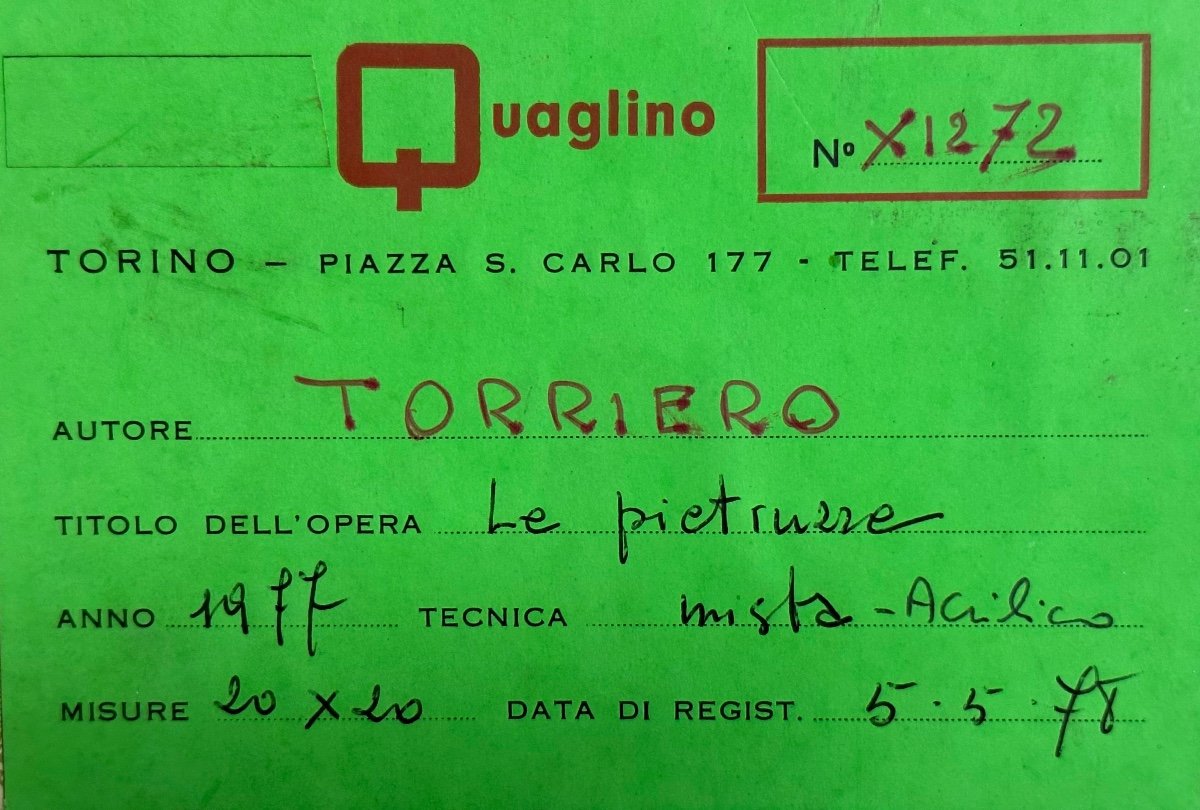 Quaglino
Nº X1272
TORINO - PIAZZA S. CARLO 177 - TELEF. 51.11.01
AUTORE TORRIERO
TITOLO DELL'OPERA Le pietruzze
ANNO 1977 TECNICA mista - Acrilico
MISURE 20 x 20 DATA DI REGIST. 5.5.78